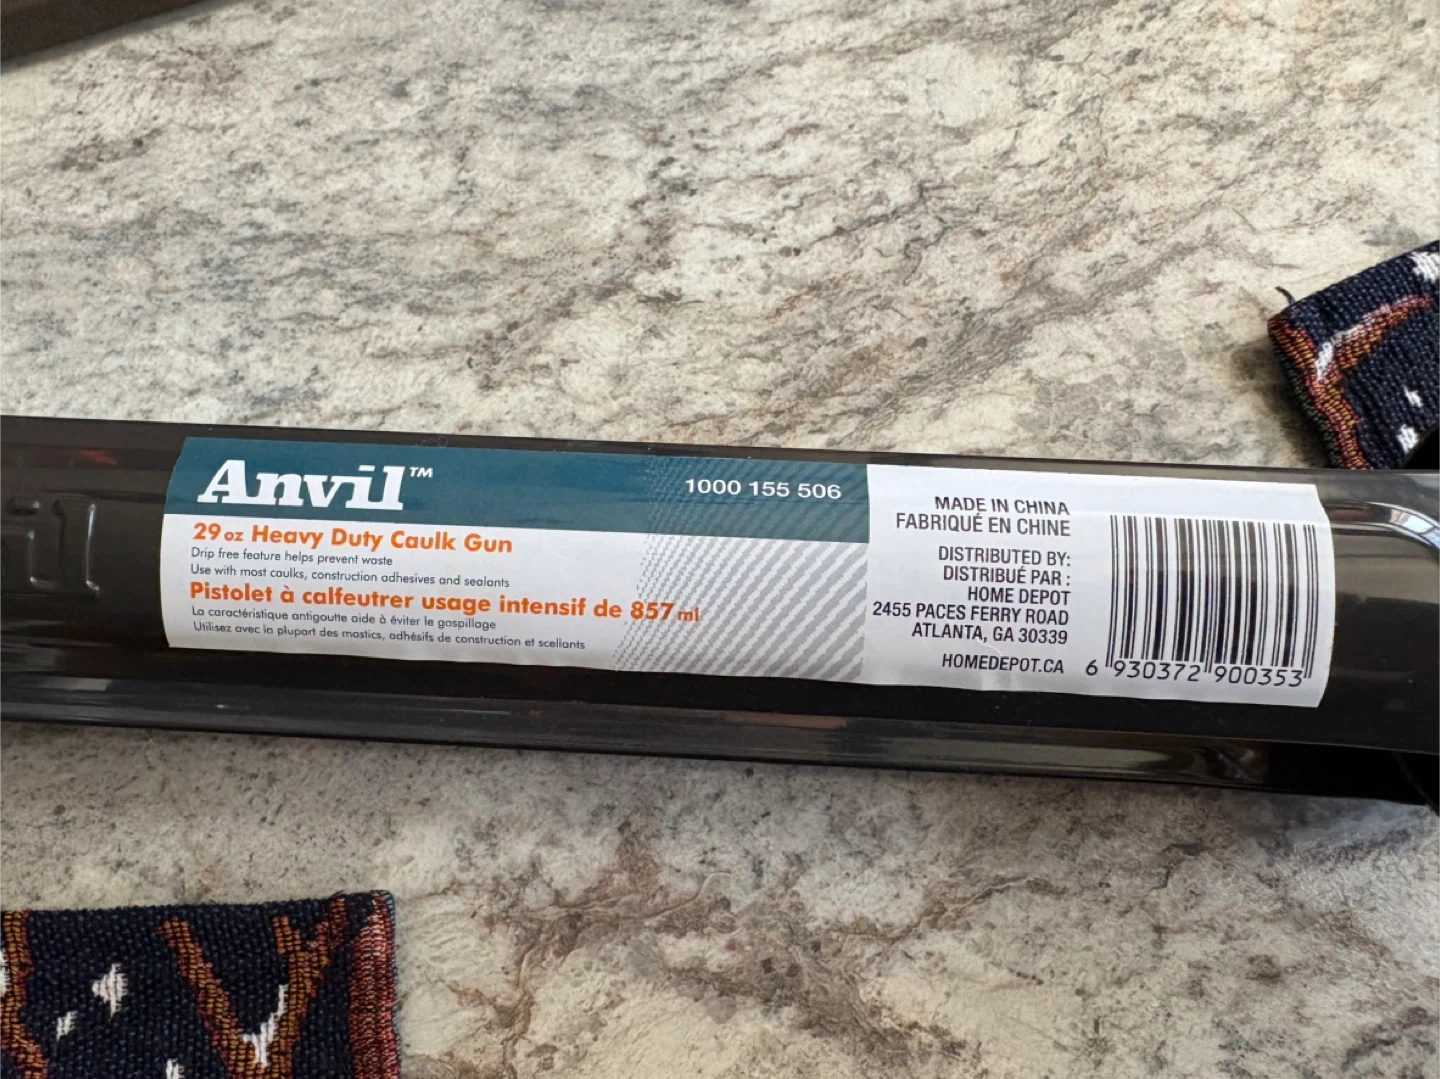 Anvil™
1000 155 506
29 oz Heavy Duty Caulk Gun
Drip free feature helps prevent waste
Use with most caulks, construction adhesives and sealants
Pistolet à calfeutrer usage intensif de 857 ml
La caractéristique antigoutte aide à éviter le gaspillage
Utilisez avec la plupart des mastics, adhésifs de construction et scellants
MADE IN CHINA
FABRIQUÉ EN CHINE
DISTRIBUTED BY:
DISTRIBUÉ PAR :
HOME DEPOT
2455 PACES FERRY ROAD
ATLANTA, GA 30339
HOMEDEPOT.CA
6 930372 900353